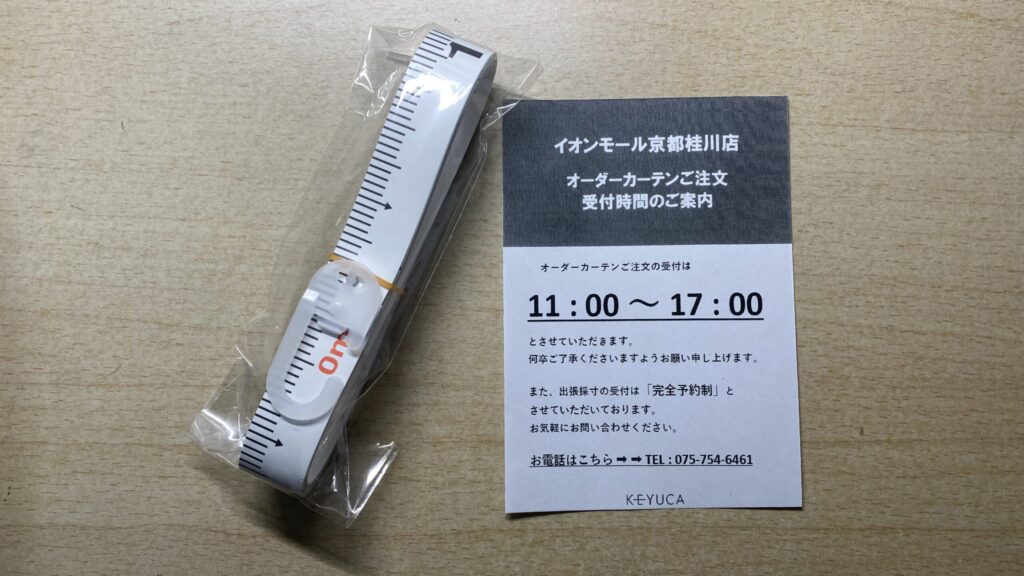 1
0m
イオンモール京都桂川店
オーダーカーテンご注文
受付時間のご案内
オーダーカーテンご注文の受付は
11：00 〜 17：00
とさせていただきます。
何卒ご了承くださいますようお願い申し上げます。
また、出張採寸の受付は「完全予約制」と
させていただいております。
お気軽にお問い合わせください。
お電話はこちら➡➡TEL：075-754-6461
KEYUCA